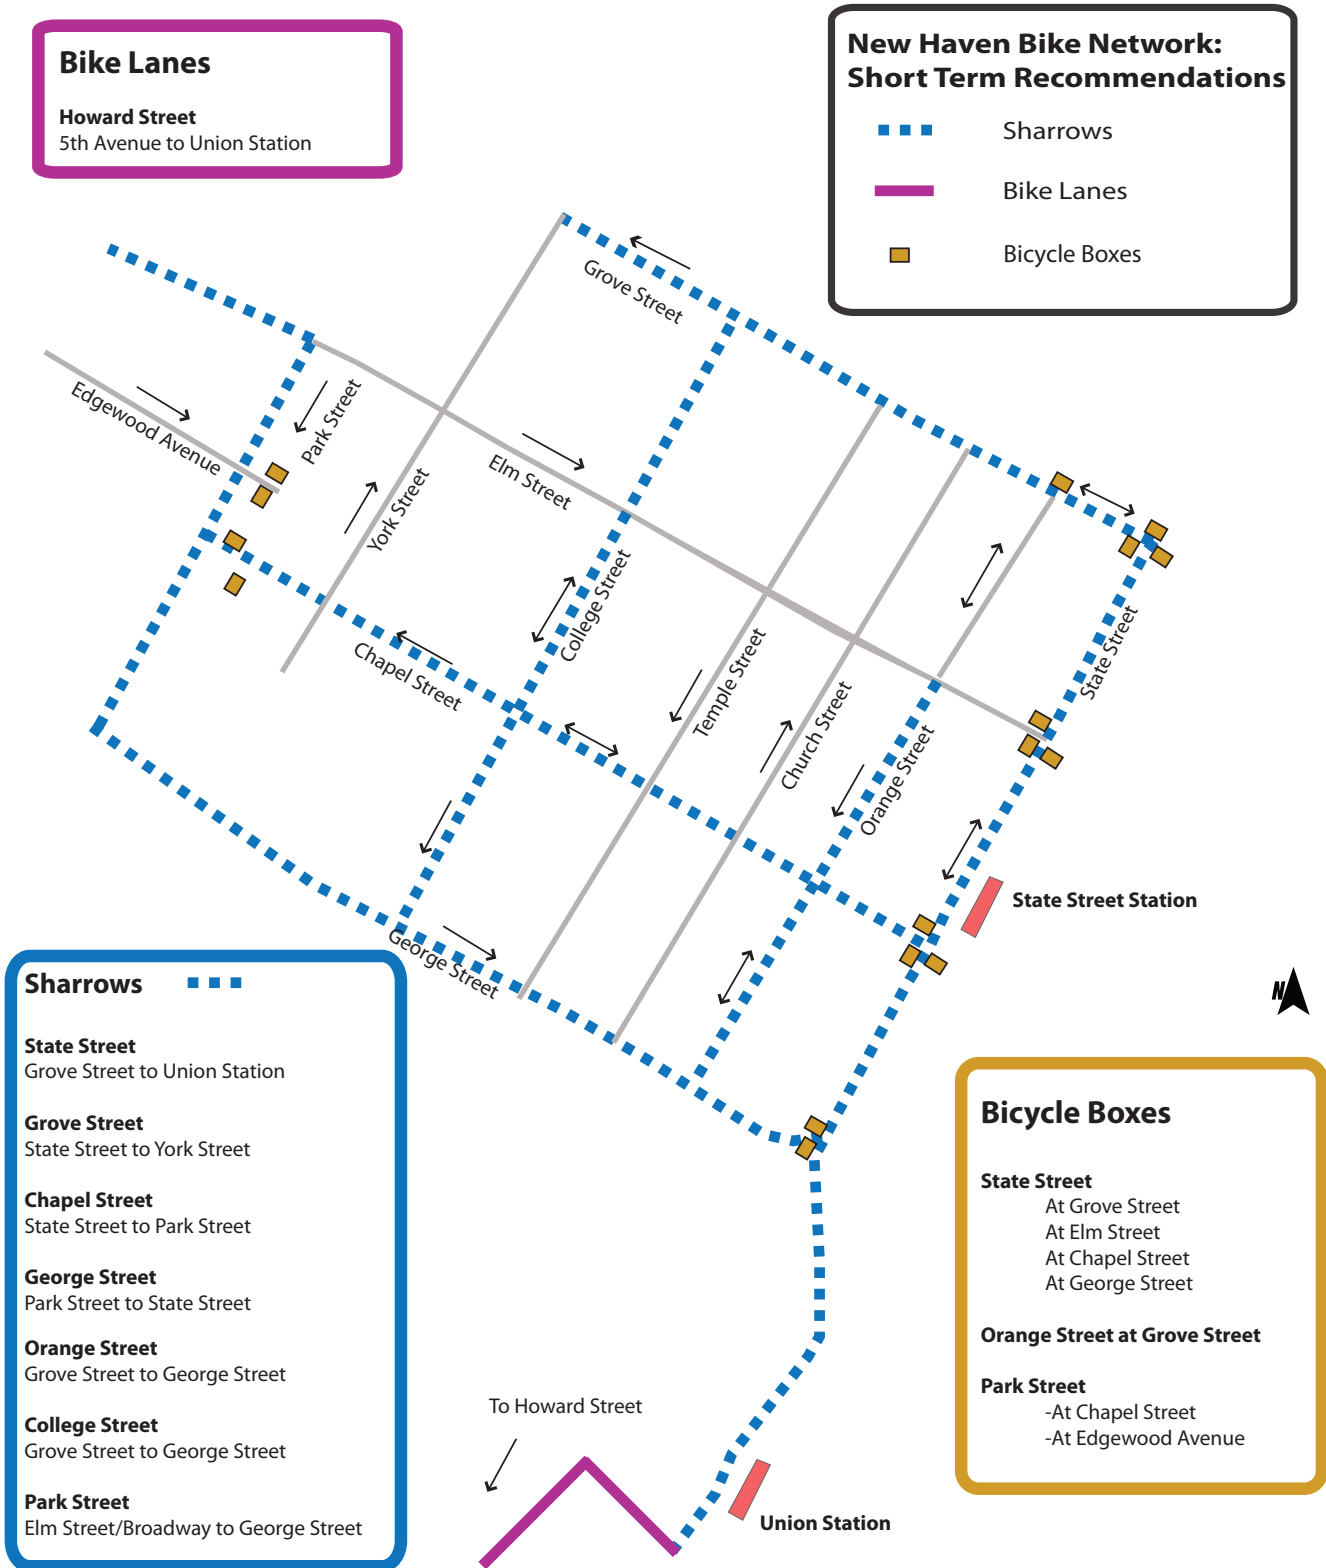 Bike Lanes
Howard Street
5th Avenue to Union Station
New Haven Bike Network:
Short Term Recommendations
Sharrows
Bike Lanes
Bicycle Boxes
Grove Street
Edgewood Avenue
Park Street
York Street
Elm Street
College Street
Chapel Street
Temple Street
Church Street
Orange Street
State Street
George Street
State Street Station
N
Sharrows
State Street
Grove Street to Union Station
Grove Street
State Street to York Street
Chapel Street
State Street to Park Street
George Street
Park Street to State Street
Orange Street
Grove Street to George Street
College Street
Grove Street to George Street
Park Street
Elm Street/Broadway to George Street
Bicycle Boxes
State Street
At Grove Street
At Elm Street
At Chapel Street
At George Street
Orange Street at Grove Street
Park Street
-At Chapel Street
-At Edgewood Avenue
To Howard Street
Union Station